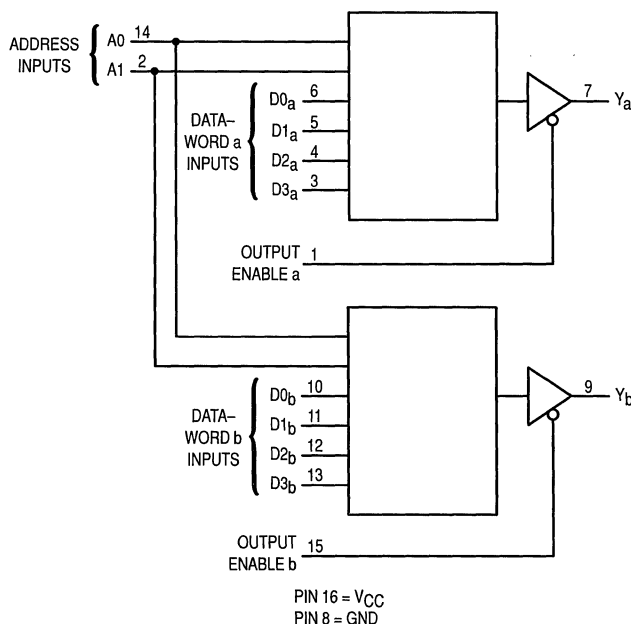 ADDRESS
INPUTS
A0 14
A1 2
DATA–
WORD a
INPUTS
D0a 6
D1a 5
D2a 4
D3a 3
7 Ya
OUTPUT
ENABLE a
1
DATA–
WORD b
INPUTS
D0b 10
D1b 11
D2b 12
D3b 13
9 Yb
OUTPUT
ENABLE b
15
PIN 16 = VCC
PIN 8 = GND